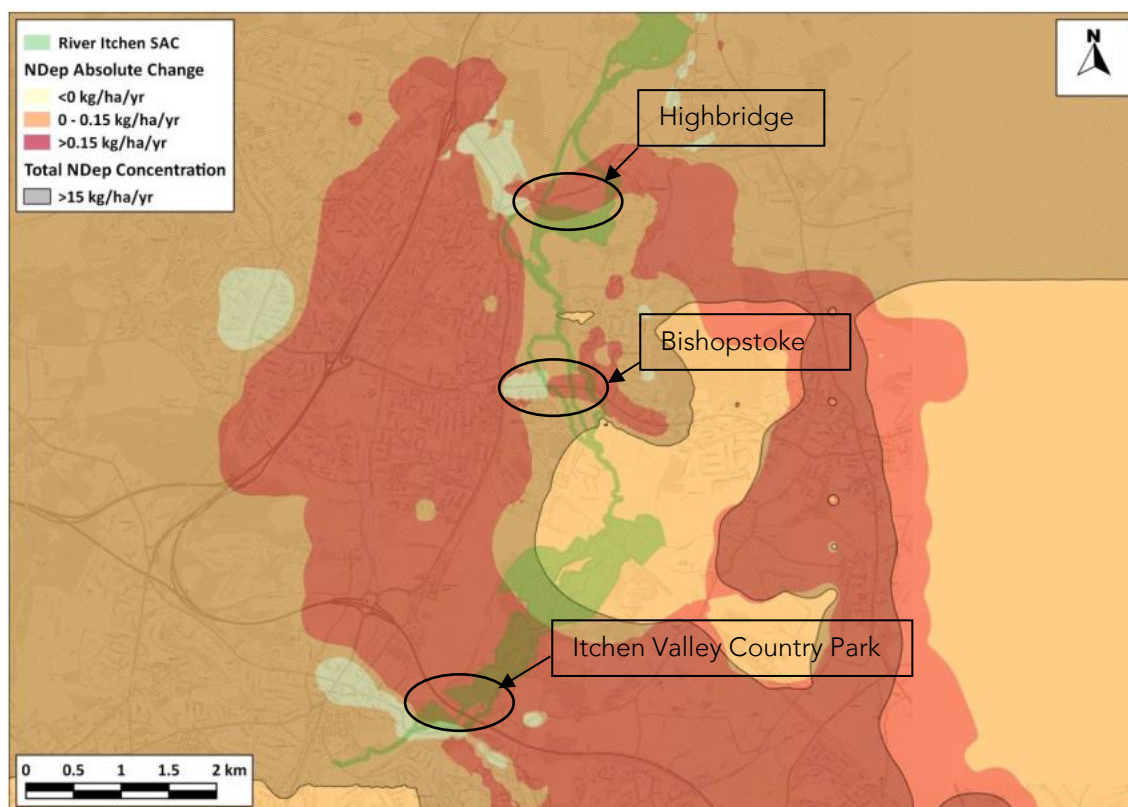 River Itchen SAC
NDep Absolute Change
<0 kg/ha/yr
0 - 0.15 kg/ha/yr
>0.15 kg/ha/yr
Total NDep Concentration
>15 kg/ha/yr
N
Highbridge
Bishopstoke
Itchen Valley Country Park
0 0.5 1 1.5 2 km